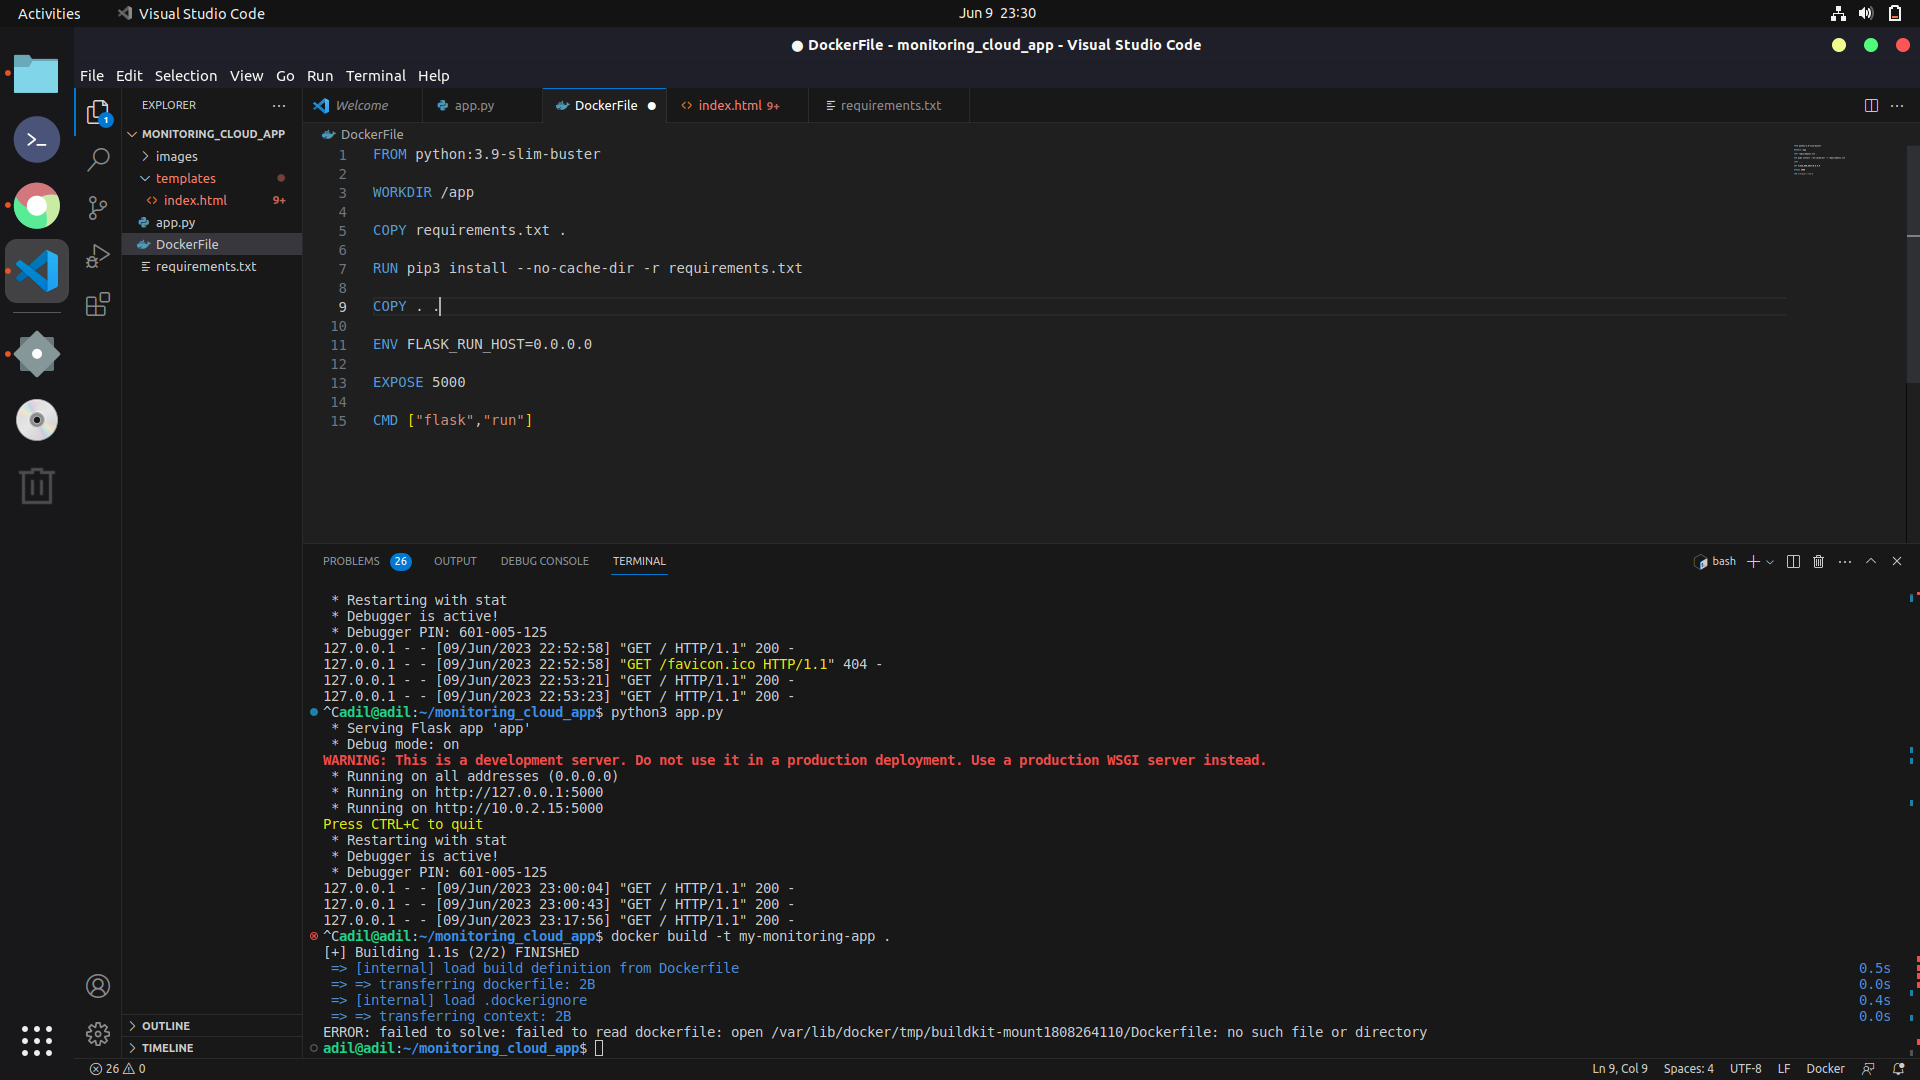 Activities
Visual Studio Code
Jun 9 23:30
● DockerFile - monitoring_cloud_app - Visual Studio Code
File Edit Selection View Go Run Terminal Help
1
EXPLORER
MONITORING_CLOUD_APP
images
templates
index.html 9+
app.py
DockerFile
requirements.txt
OUTLINE
TIMELINE
Welcome
app.py
DockerFile
index.html 9+
requirements.txt
DockerFile
1 FROM python:3.9-slim-buster
2
3 WORKDIR /app
4
5 COPY requirements.txt .
6
7 RUN pip3 install --no-cache-dir -r requirements.txt
8
9 COPY . .
10
11 ENV FLASK_RUN_HOST=0.0.0.0
12
13 EXPOSE 5000
14
15 CMD ["flask","run"]
PROBLEMS 26 OUTPUT DEBUG CONSOLE TERMINAL
bash
* Restarting with stat
* Debugger is active!
* Debugger PIN: 601-005-125
127.0.0.1 - - [09/Jun/2023 22:52:58] "GET / HTTP/1.1" 200 -
127.0.0.1 - - [09/Jun/2023 22:52:58] "GET /favicon.ico HTTP/1.1" 404 -
127.0.0.1 - - [09/Jun/2023 22:53:21] "GET / HTTP/1.1" 200 -
127.0.0.1 - - [09/Jun/2023 22:53:23] "GET / HTTP/1.1" 200 -
^Cadil@adil:~/monitoring_cloud_app$ python3 app.py
* Serving Flask app 'app'
* Debug mode: on
WARNING: This is a development server. Do not use it in a production deployment. Use a production WSGI server instead.
* Running on all addresses (0.0.0.0)
* Running on http://127.0.0.1:5000
* Running on http://10.0.2.15:5000
Press CTRL+C to quit
* Restarting with stat
* Debugger is active!
* Debugger PIN: 601-005-125
127.0.0.1 - - [09/Jun/2023 23:00:04] "GET / HTTP/1.1" 200 -
127.0.0.1 - - [09/Jun/2023 23:00:43] "GET / HTTP/1.1" 200 -
127.0.0.1 - - [09/Jun/2023 23:17:56] "GET / HTTP/1.1" 200 -
^Cadil@adil:~/monitoring_cloud_app$ docker build -t my-monitoring-app .
[+] Building 1.1s (2/2) FINISHED
=> [internal] load build definition from Dockerfile 0.5s
=> => transferring dockerfile: 2B 0.0s
=> [internal] load .dockerignore 0.4s
=> => transferring context: 2B 0.0s
ERROR: failed to solve: failed to read dockerfile: open /var/lib/docker/tmp/buildkit-mount1808264110/Dockerfile: no such file or directory
adil@adil:~/monitoring_cloud_app$
26 0
Ln 9, Col 9 Spaces: 4 UTF-8 LF Docker